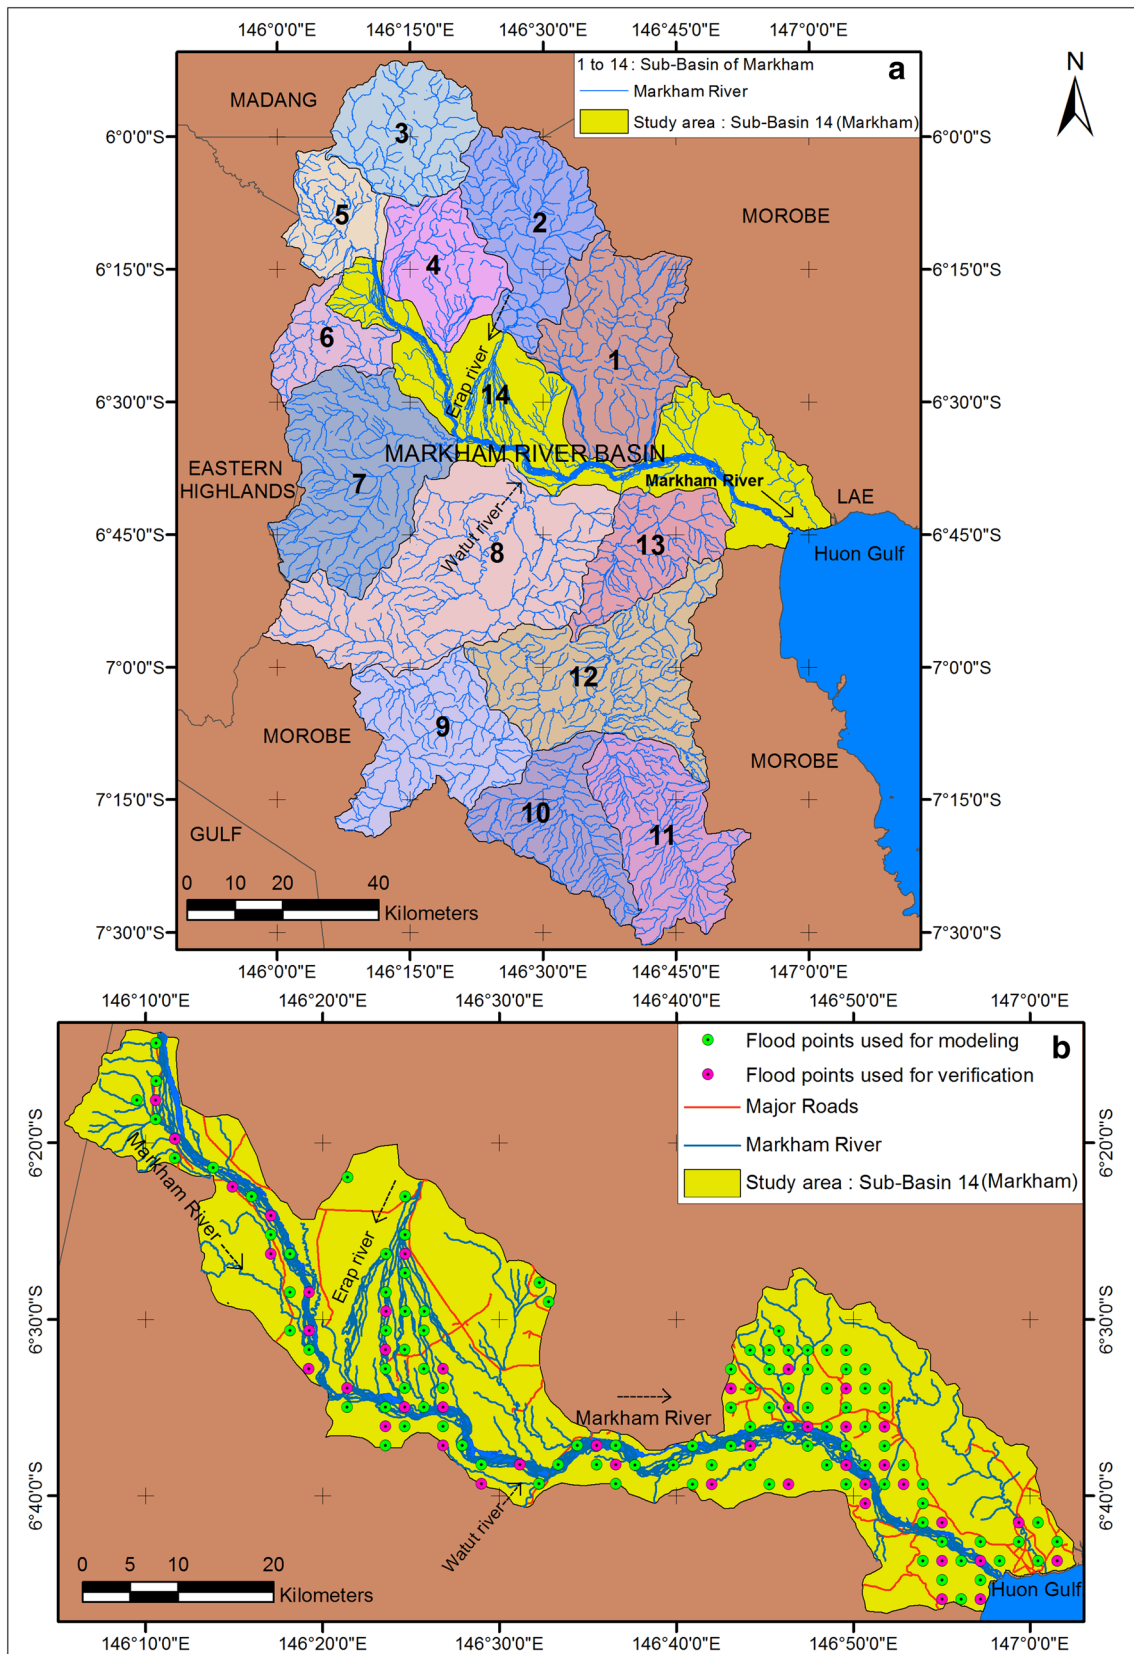 146°0'0"E 146°15'0"E 146°30'0"E 146°45'0"E 147°0'0"E
a
1 to 14 : Sub-Basin of Markham
Markham River
Study area : Sub-Basin 14 (Markham)
N
6°0'0"S
6°15'0"S
6°30'0"S
6°45'0"S
7°0'0"S
7°15'0"S
7°30'0"S
6°0'0"S
6°15'0"S
6°30'0"S
6°45'0"S
7°0'0"S
7°15'0"S
7°30'0"S
MADANG
3
5
2
MOROBE
4
6
1
Erap river
14
MARKHAM RIVER BASIN
EASTERN
HIGHLANDS
7
Markham River
LAE
Watut river
8
13
Huon Gulf
12
9
MOROBE
MOROBE
10
11
GULF
0 10 20 40
Kilometers
146°0'0"E 146°15'0"E 146°30'0"E 146°45'0"E 147°0'0"E
146°10'0"E 146°20'0"E 146°30'0"E 146°40'0"E 146°50'0"E 147°0'0"E
b
Flood points used for modeling
Flood points used for verification
Major Roads
Markham River
Study area : Sub-Basin 14 (Markham)
6°20'0"S
6°30'0"S
6°40'0"S
6°20'0"S
6°30'0"S
6°40'0"S
Markham River
Erap river
Markham River
Watut river
Huon Gulf
0 5 10 20
Kilometers
146°10'0"E 146°20'0"E 146°30'0"E 146°40'0"E 146°50'0"E 147°0'0"E